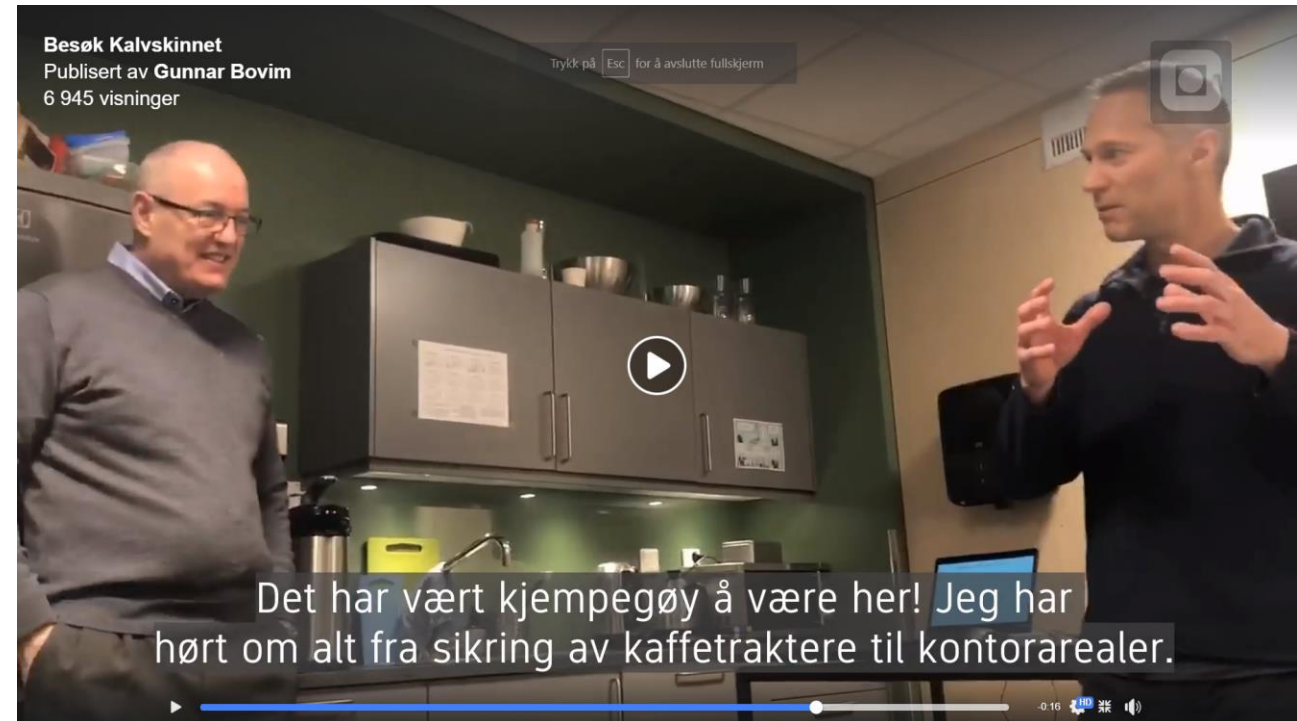 Besøk Kalvskinnet
Publisert av Gunnar Bovim
6 945 visninger
Trykk på Esc for å avslutte fullskjerm
Det har vært kjempegøy å være her! Jeg har
hørt om alt fra sikring av kaffetraktere til kontorarealer.
-0:16 HD